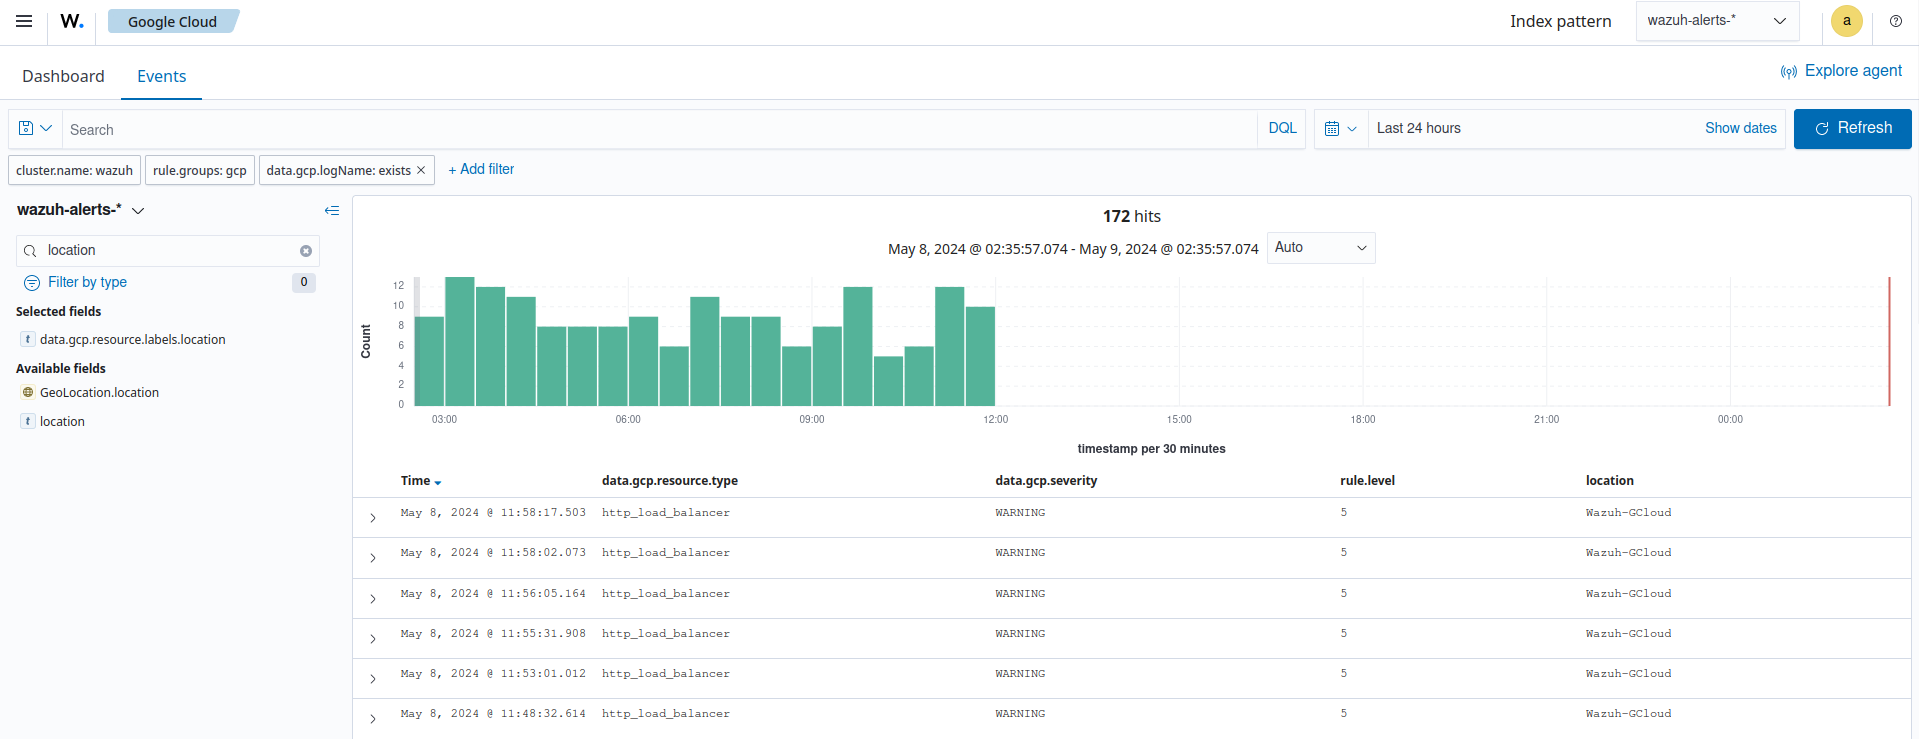 W. Google Cloud Index pattern wazuh-alerts-* a
Dashboard Events Explore agent
Search DQL Last 24 hours Show dates Refresh
cluster.name: wazuh rule.groups: gcp data.gcp.logName: exists + Add filter
wazuh-alerts-*
location
Filter by type 0
Selected fields
t data.gcp.resource.labels.location
Available fields
GeoLocation.location
t location
172 hits
May 8, 2024 @ 02:35:57.074 - May 9, 2024 @ 02:35:57.074 Auto
Count
12
10
8
6
4
2
0
03:00 06:00 09:00 12:00 15:00 18:00 21:00 00:00
timestamp per 30 minutes
Time data.gcp.resource.type data.gcp.severity rule.level location
May 8, 2024 @ 11:58:17.503 http_load_balancer WARNING 5 Wazuh-GCloud
May 8, 2024 @ 11:58:02.073 http_load_balancer WARNING 5 Wazuh-GCloud
May 8, 2024 @ 11:56:05.164 http_load_balancer WARNING 5 Wazuh-GCloud
May 8, 2024 @ 11:55:31.908 http_load_balancer WARNING 5 Wazuh-GCloud
May 8, 2024 @ 11:53:01.012 http_load_balancer WARNING 5 Wazuh-GCloud
May 8, 2024 @ 11:48:32.614 http_load_balancer WARNING 5 Wazuh-GCloud